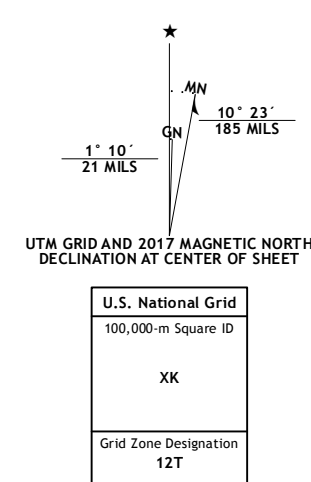 ★
MN
GN
10° 23´
185 MILS
1° 10´
21 MILS
UTM GRID AND 2017 MAGNETIC NORTH
DECLINATION AT CENTER OF SHEET
U.S. National Grid
100,000-m Square ID
XK
Grid Zone Designation
12T